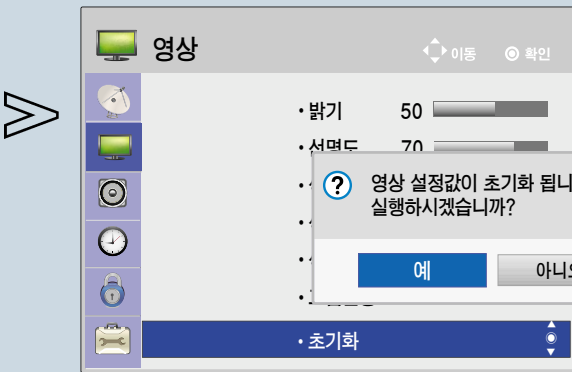 영상
이동 확인
· 밝기 50
· 선명도 70
영상 설정값이 초기화 됩니
실행하시겠습니까?
예 아니오
· 초기화